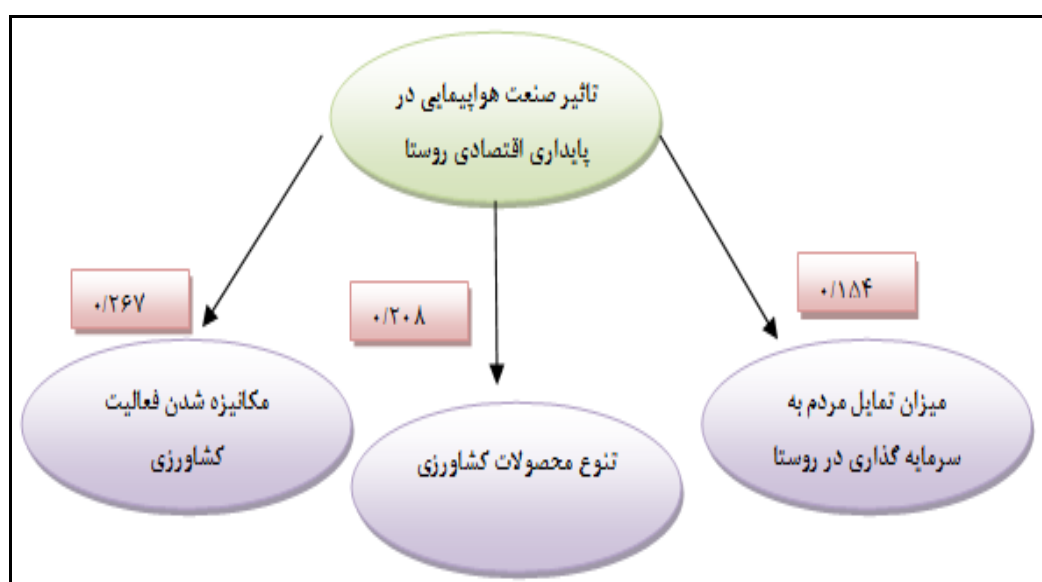 تاثیر صنعت هواپیمایی در
پایداری اقتصادی روستا
۰/۱۵۴
۰/۲۰۸
۰/۲۶۷
میزان تمایل مردم به
سرمایه گذاری در روستا
تنوع محصولات کشاورزی
مکانیزه شدن فعالیت
کشاورزی